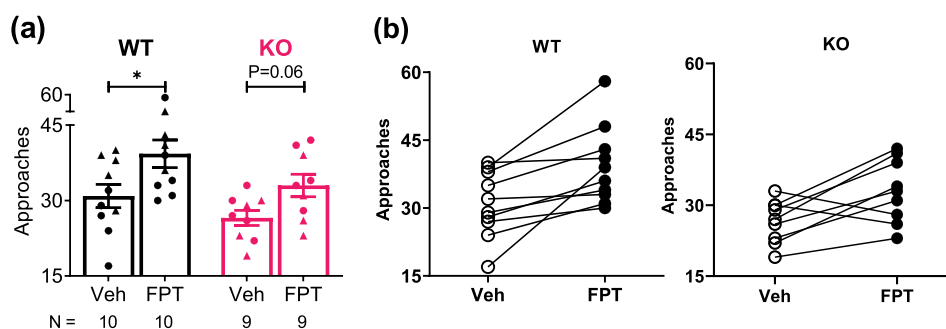 (a)
WT
KO
*
P=0.06
60
45
30
15
Approaches
Veh FPT Veh FPT
N = 10 10 9 9
(b)
WT
60
45
30
15
Approaches
Veh FPT
KO
60
45
30
15
Approaches
Veh FPT